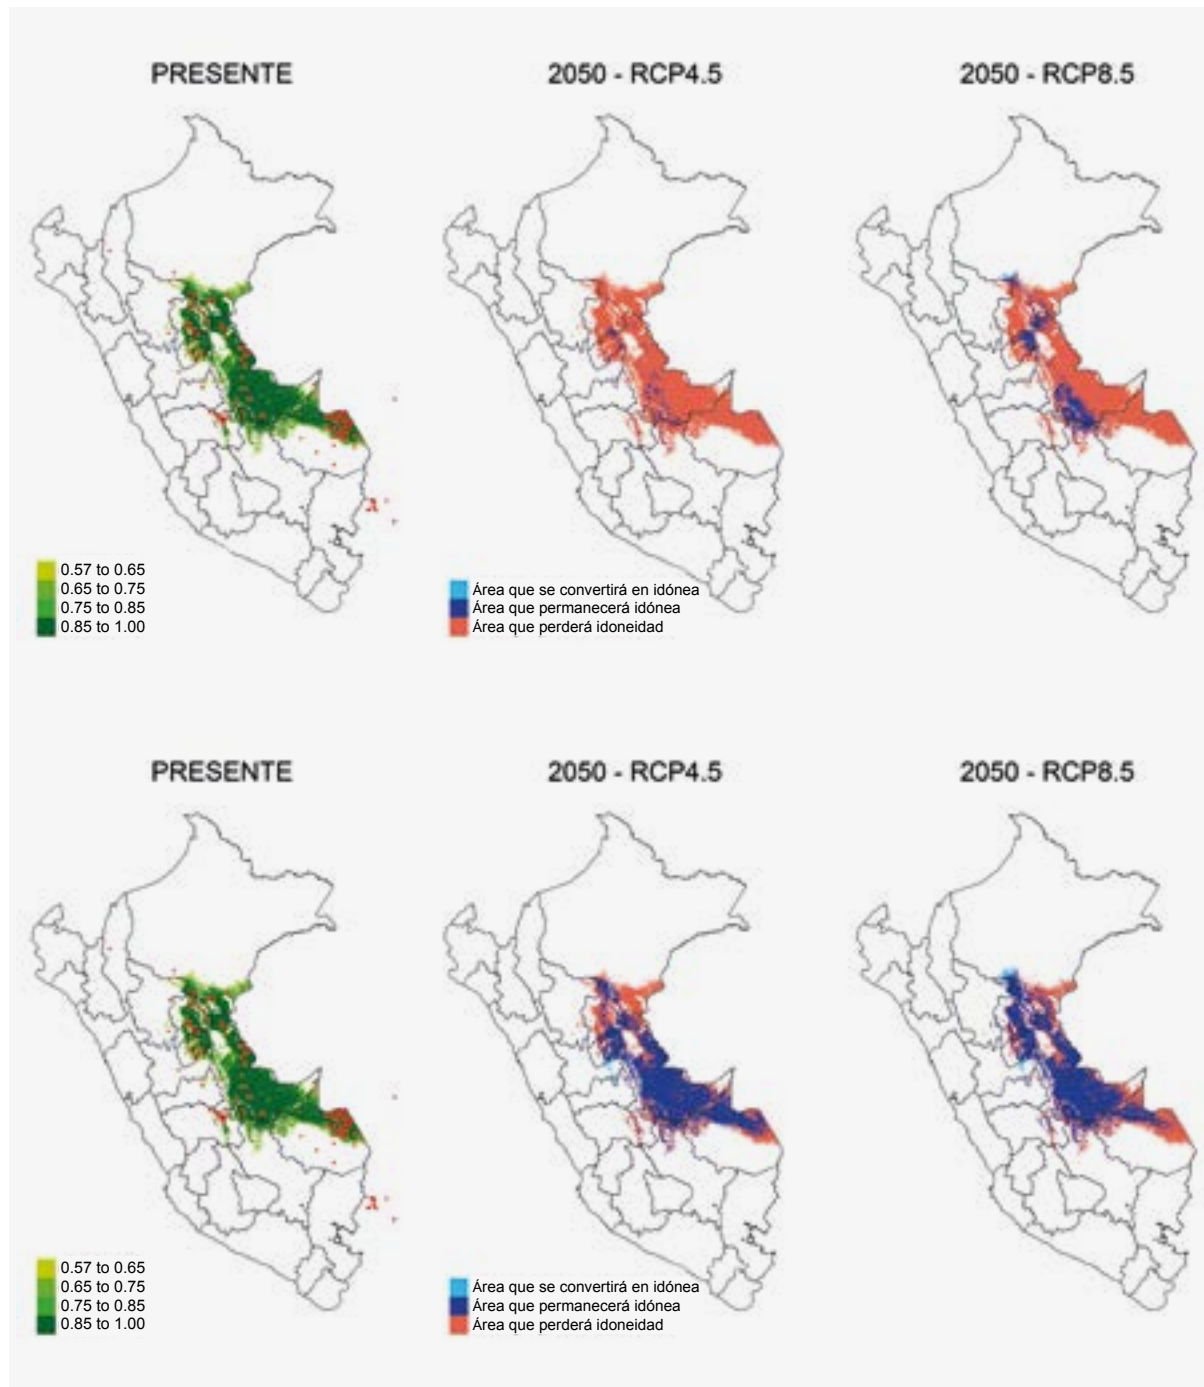 PRESENTE
2050 - RCP4.5
2050 - RCP8.5
0.57 to 0.65
0.65 to 0.75
0.75 to 0.85
0.85 to 1.00
Área que se convertirá en idónea
Área que permanecerá idónea
Área que perderá idoneidad
PRESENTE
2050 - RCP4.5
2050 - RCP8.5
0.57 to 0.65
0.65 to 0.75
0.75 to 0.85
0.85 to 1.00
Área que se convertirá en idónea
Área que permanecerá idónea
Área que perderá idoneidad